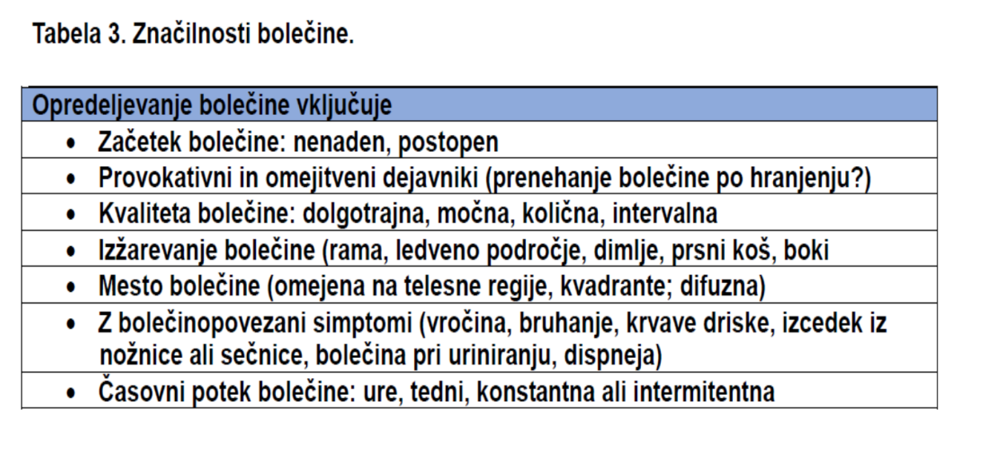 Tabela 3. Značilnosti bolečine.
Opredeljevanje bolečine vključuje
• Začetek bolečine: nenaden, postopen
• Provokativni in omejitveni dejavniki (prenehanje bolečine po hranjenju?)
• Kvaliteta bolečine: dolgotrajna, močna, količna, intervalna
• Izžarevanje bolečine (rama, ledveno področje, dimlje, prsni koš, boki
• Mesto bolečine (omejena na telesne regije, kvadrante; difuzna)
• Z bolečinopovezani simptomi (vročina, bruhanje, krvave driske, izcedek iz
nožnice ali sečnice, bolečina pri uriniranju, dispneja)
• Časovni potek bolečine: ure, tedni, konstantna ali intermitentna